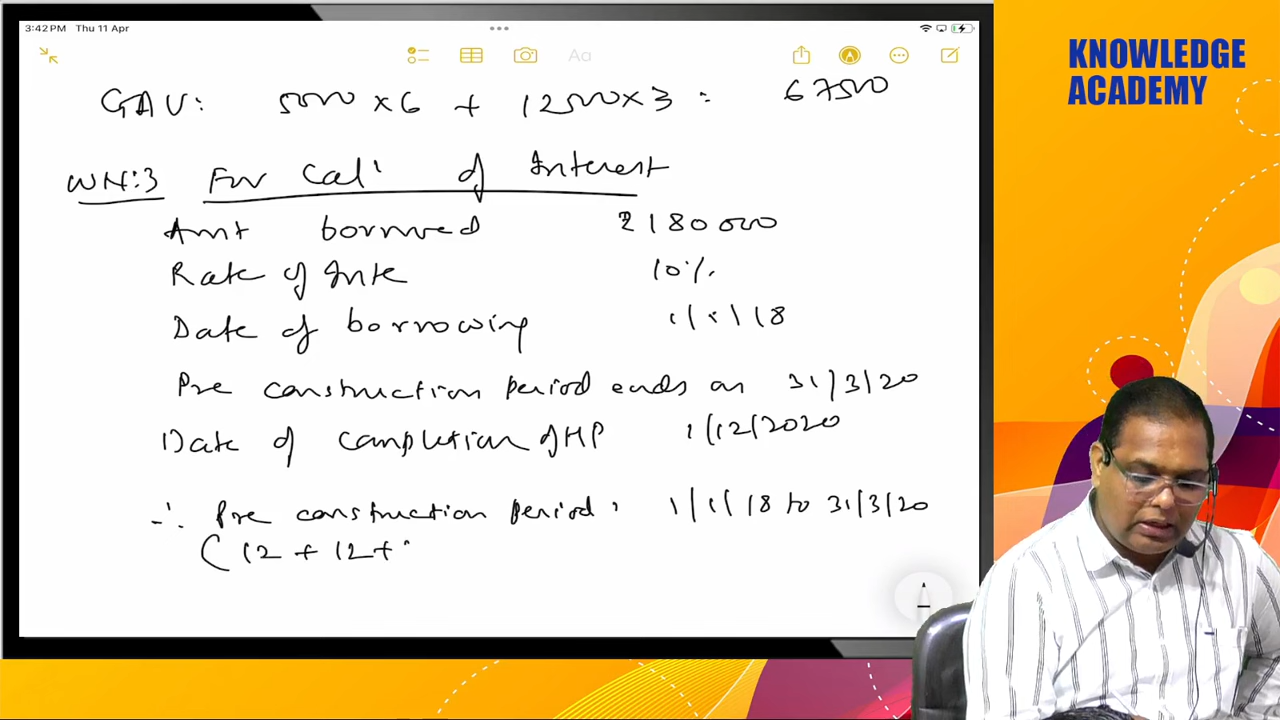 3:42 PM Thu 11 Apr
KNOWLEDGE
ACADEMY
GAV: 5000 x 6 + 12500 x 3 = 67500
WN:3 For Cal' of Interest
Amt borrowed ₹180000
Rate of Inte 10%
Date of borrowing 1/1/18
Pre construction period ends on 31/3/20
Date of completion of HP 1/12/2020
∴ Pre construction period: 1/1/18 to 31/3/20
( 12 + 12 +